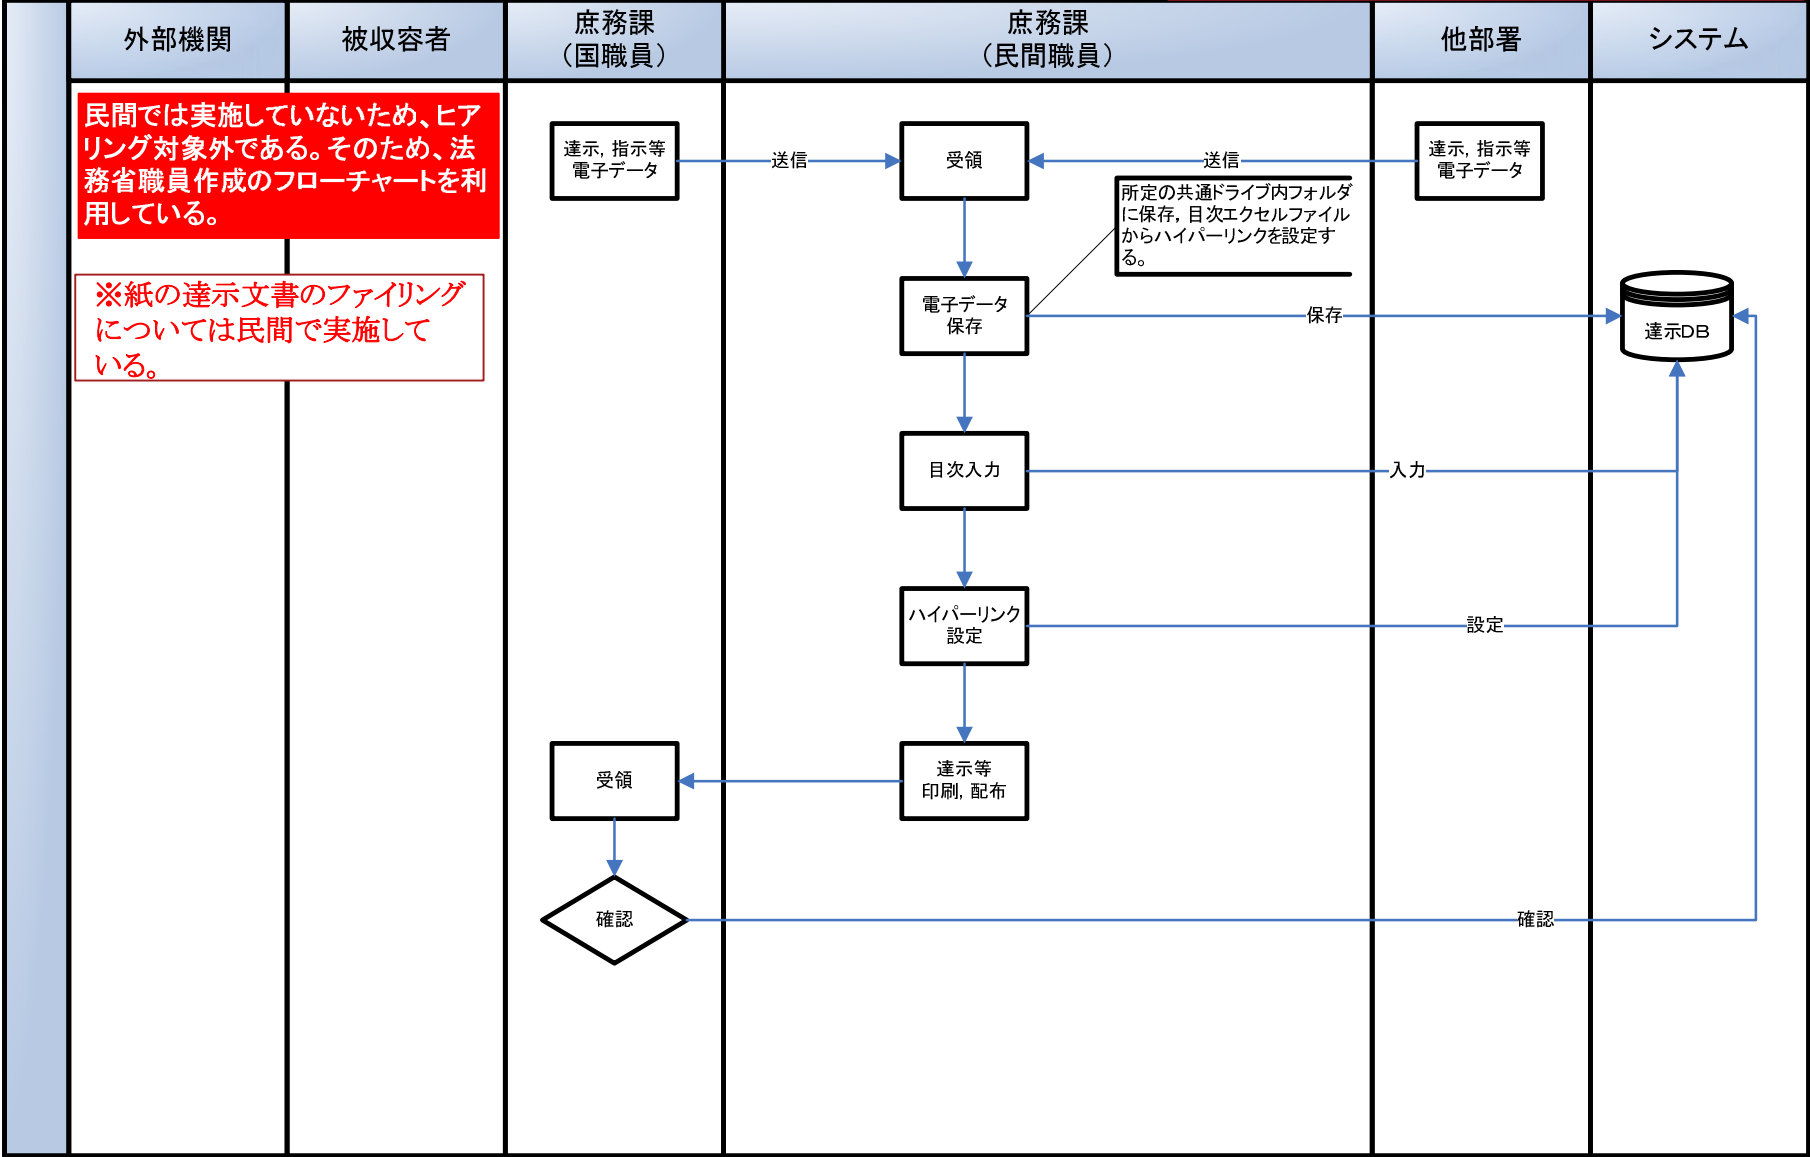 外部機関
被収容者
庶務課
（国職員）
庶務課
（民間職員）
他部署
システム
民間では実施していないため、ヒア
リング対象外である。そのため、法
務省職員作成のフローチャートを利
用している。
※紙の達示文書のファイリング
については民間で実施して
いる。
達示，指示等
電子データ
送信
受領
送信
達示，指示等
電子データ
所定の共通ドライブ内フォルダ
に保存，目次エクセルファイル
からハイパーリンクを設定す
る。
電子データ
保存
保存
達示DB
目次入力
入力
ハイパーリンク
設定
設定
受領
達示等
印刷，配布
確認
確認